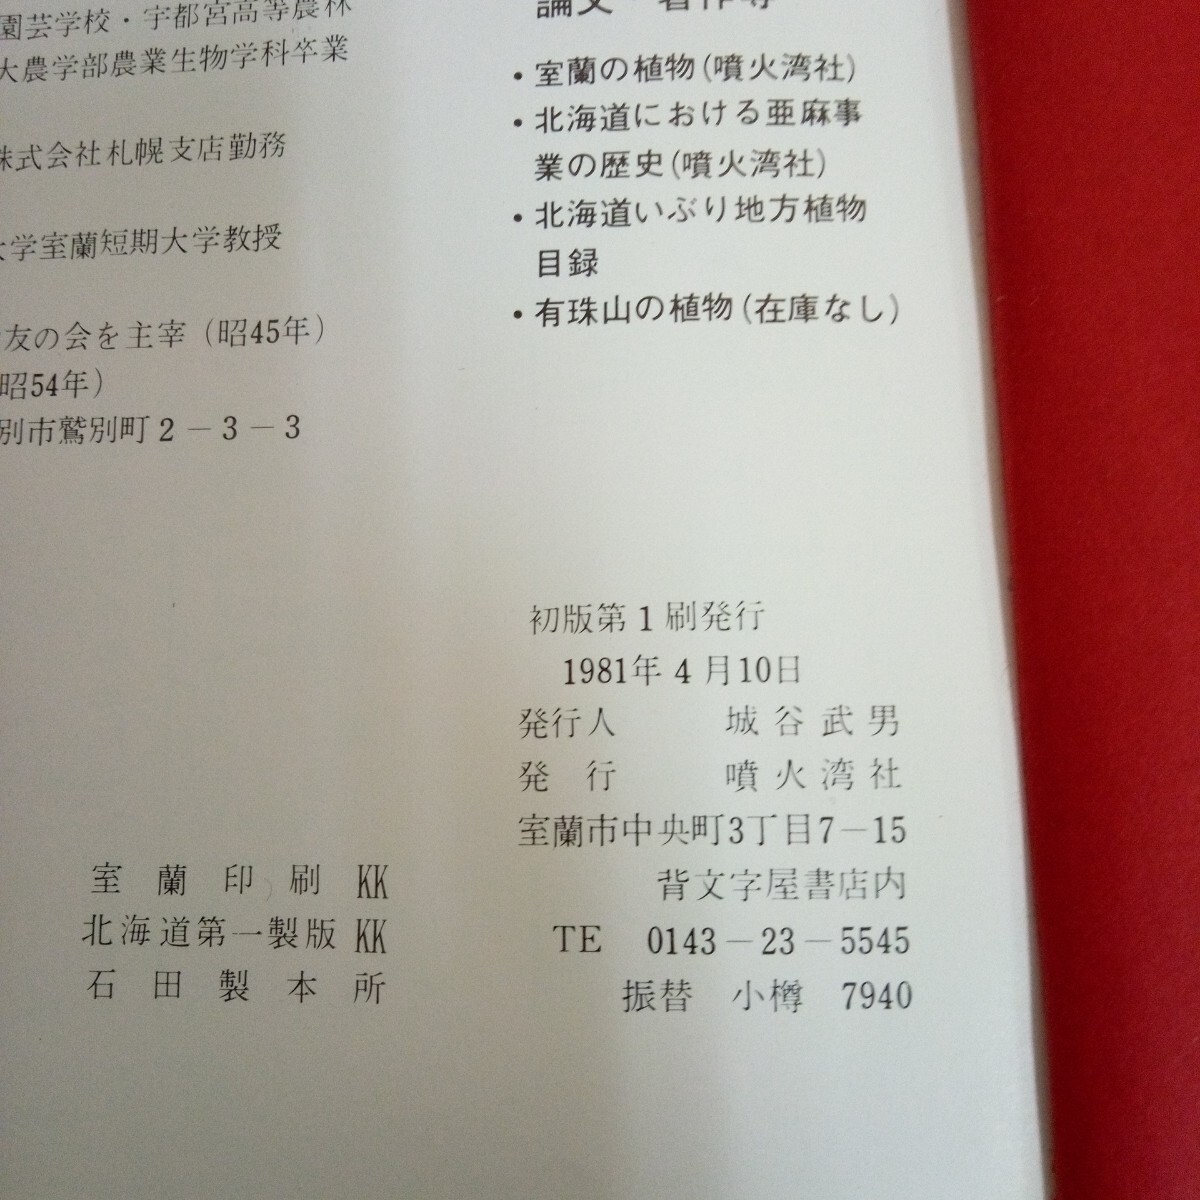 園芸学校・宇都宮高等農林
大農学部農業生物学科卒業
株式会社札幌支店勤務
大学室蘭短期大学教授
友の会を主宰（昭45年）
昭54年）
別市鷲別町２－３－３
論文・著作等
・室蘭の植物（噴火湾社）
・北海道における亜麻事
業の歴史（噴火湾社）
・北海道いぶり地方植物
目録
・有珠山の植物（在庫なし）
初版第１刷発行
1981年４月10日
発行人　城谷武男
発　行　噴火湾社
室蘭市中央町3丁目7－15
背文字屋書店内
TE　0143－23－5545
振替　小樽　7940
室蘭印刷KK
北海道第一製版KK
石田製本所